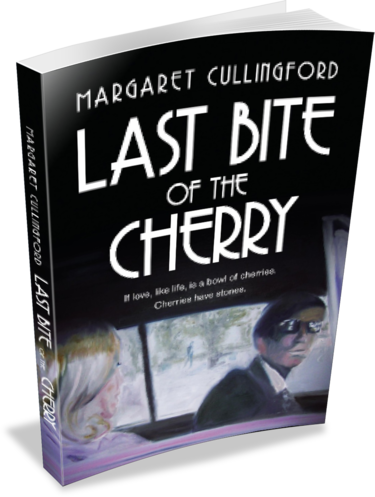 MARGARET CULLINGFORD
LAST BITE
OF THE
CHERRY
If love, like life, is a bowl of cherries.
Cherries have stones.
MARGARET CULLINGFORD LAST BITE OF THE CHERRY